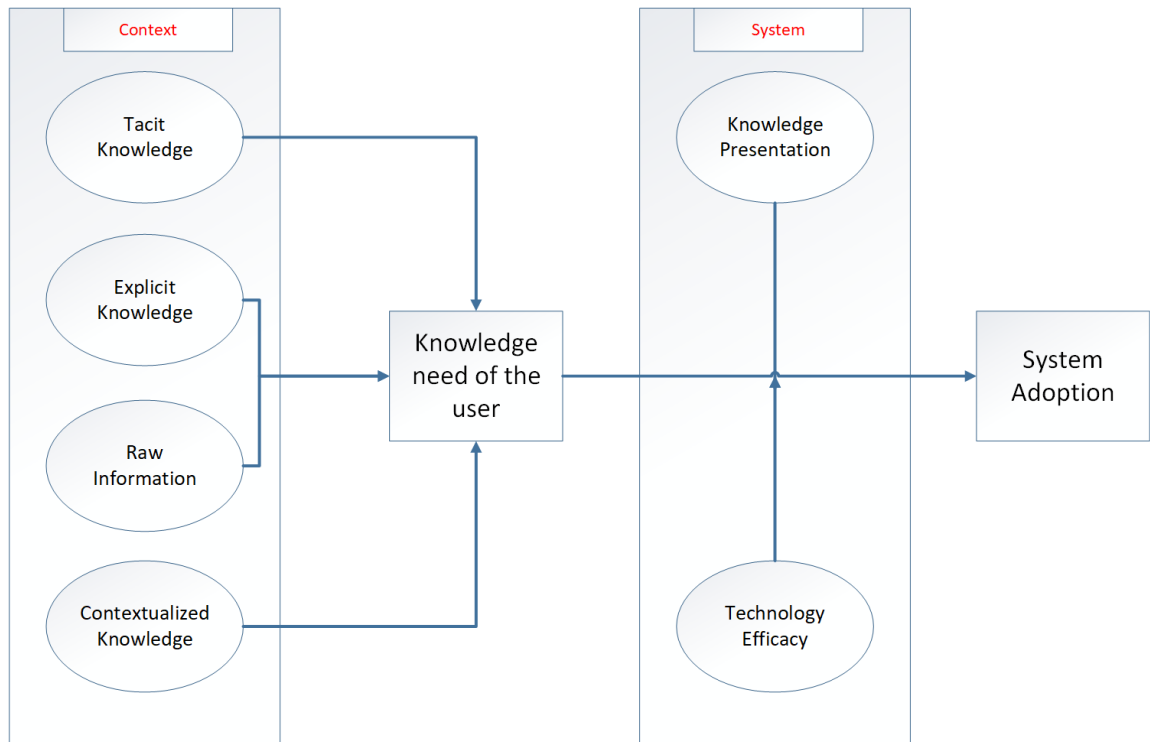 Context
System
Tacit
Knowledge
Knowledge
Presentation
Explicit
Knowledge
Knowledge
need of the
user
System
Adoption
Raw
Information
Contextualized
Knowledge
Technology
Efficacy